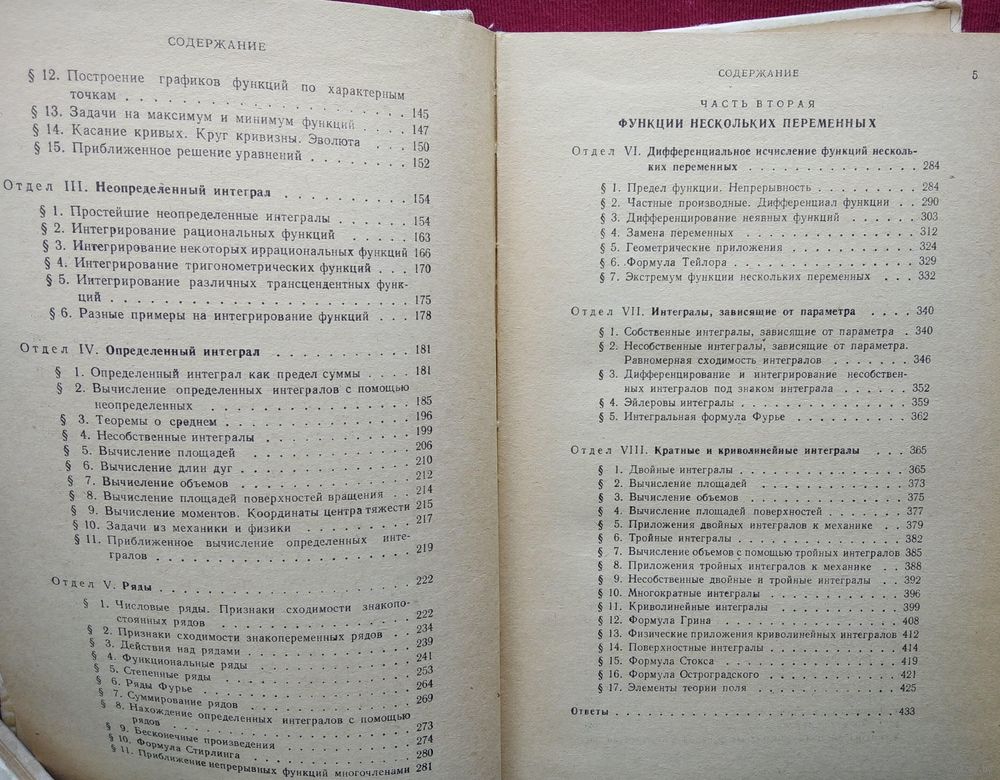 СОДЕРЖАНИЕ
§ 12. Построение графиков функций по характерным
точкам . . . . . . . . . . . . . . . . . . . . 145
§ 13. Задачи на максимум и минимум функций . . . . 147
§ 14. Касание кривых. Круг кривизны. Эволюта . . . . 150
§ 15. Приближенное решение уравнений . . . . . . . . 152
Отдел III. Неопределенный интеграл . . . . . . . . . . . 154
§ 1. Простейшие неопределенные интегралы . . . . . . 154
§ 2. Интегрирование рациональных функций . . . . . 163
§ 3. Интегрирование некоторых иррациональных функций 166
§ 4. Интегрирование тригонометрических функций . . . 170
§ 5. Интегрирование различных трансцендентных функ-
ций . . . . . . . . . . . . . . . . . . . . . 175
§ 6. Разные примеры на интегрирование функций . . . 178
Отдел IV. Определенный интеграл . . . . . . . . . . . . 181
§ 1. Определенный интеграл как предел суммы . . . . 181
§ 2. Вычисление определенных интегралов с помощью
неопределенных . . . . . . . . . . . . . . . . 185
§ 3. Теоремы о среднем . . . . . . . . . . . . . . . 196
§ 4. Несобственные интегралы . . . . . . . . . . . . 199
§ 5. Вычисление площадей . . . . . . . . . . . . . . 206
§ 6. Вычисление длин дуг . . . . . . . . . . . . . . 210
§ 7. Вычисление объемов . . . . . . . . . . . . . . . 212
§ 8. Вычисление площадей поверхностей вращения . . . 214
§ 9. Вычисление моментов. Координаты центра тяжести 215
§ 10. Задачи из механики и физики . . . . . . . . . . 217
§ 11. Приближенное вычисление определенных инте-
гралов . . . . . . . . . . . . . . . . . . . . 219
Отдел V. Ряды . . . . . . . . . . . . . . . . . . . . . 222
§ 1. Числовые ряды. Признаки сходимости знакопо-
стоянных рядов . . . . . . . . . . . . . . . . 222
§ 2. Признаки сходимости знакопеременных рядов . . . 234
§ 3. Действия над рядами . . . . . . . . . . . . . . 239
§ 4. Функциональные ряды . . . . . . . . . . . . . . 241
§ 5. Степенные ряды . . . . . . . . . . . . . . . . . 253
§ 6. Ряды Фурье . . . . . . . . . . . . . . . . . . . 264
§ 7. Суммирование рядов . . . . . . . . . . . . . . . 269
§ 8. Нахождение определенных интегралов с помощью
рядов . . . . . . . . . . . . . . . . . . . . 273
§ 9. Бесконечные произведения . . . . . . . . . . . . 274
§ 10. Формула Стирлинга . . . . . . . . . . . . . . . 280
§ 11. Приближение непрерывных функций многочленами 281
СОДЕРЖАНИЕ 5
ЧАСТЬ ВТОРАЯ
ФУНКЦИИ НЕСКОЛЬКИХ ПЕРЕМЕННЫХ
Отдел VI. Дифференциальное исчисление функций несколь-
ких переменных . . . . . . . . . . . . . . . . 284
§ 1. Предел функции. Непрерывность . . . . . . . . . 284
§ 2. Частные производные. Дифференциал функции . . 290
§ 3. Дифференцирование неявных функций . . . . . . 303
§ 4. Замена переменных . . . . . . . . . . . . . . . 312
§ 5. Геометрические приложения . . . . . . . . . . . 324
§ 6. Формула Тейлора . . . . . . . . . . . . . . . . 329
§ 7. Экстремум функции нескольких переменных . . . 332
Отдел VII. Интегралы, зависящие от параметра . . . . . 340
§ 1. Собственные интегралы, зависящие от параметра . 340
§ 2. Несобственные интегралы, зависящие от параметра.
Равномерная сходимость интегралов . . . . . . . 346
§ 3. Дифференцирование и интегрирование несобствен-
ных интегралов под знаком интеграла . . . . . . 352
§ 4. Эйлеровы интегралы . . . . . . . . . . . . . . . 359
§ 5. Интегральная формула Фурье . . . . . . . . . . . 362
Отдел VIII. Кратные и криволинейные интегралы . . . 365
§ 1. Двойные интегралы . . . . . . . . . . . . . . . 365
§ 2. Вычисление площадей . . . . . . . . . . . . . . 373
§ 3. Вычисление объемов . . . . . . . . . . . . . . . 375
§ 4. Вычисление площадей поверхностей . . . . . . . . 377
§ 5. Приложения двойных интегралов к механике . . . 379
§ 6. Тройные интегралы . . . . . . . . . . . . . . . 382
§ 7. Вычисление объемов с помощью тройных интегралов 385
§ 8. Приложения тройных интегралов к механике . . . 388
§ 9. Несобственные двойные и тройные интегралы . . . 392
§ 10. Многократные интегралы . . . . . . . . . . . . 396
§ 11. Криволинейные интегралы . . . . . . . . . . . . 399
§ 12. Формула Грина . . . . . . . . . . . . . . . . . 408
§ 13. Физические приложения криволинейных интегралов 412
§ 14. Поверхностные интегралы . . . . . . . . . . . . 414
§ 15. Формула Стокса . . . . . . . . . . . . . . . . . 419
§ 16. Формула Остроградского . . . . . . . . . . . . . 421
§ 17. Элементы теории поля . . . . . . . . . . . . . . 425
Ответы . . . . . . . . . . . . . . . . . . . . . . . . 433